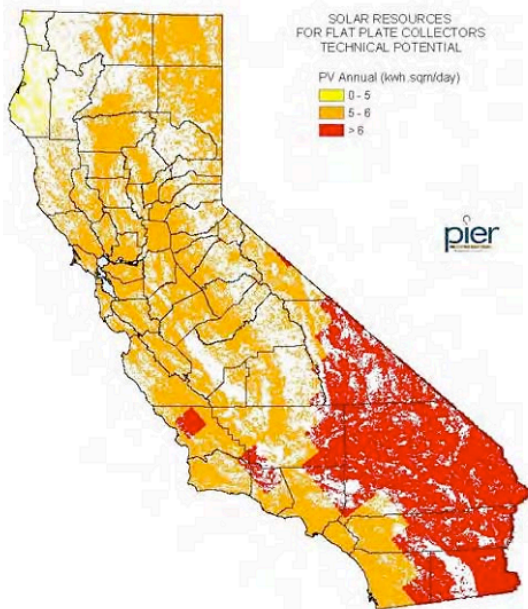 SOLAR RESOURCES
FOR FLAT PLATE COLLECTORS
TECHNICAL POTENTIAL
PV Annual (kwh.sqm/day)
0 - 5
5 - 6
> 6
pier